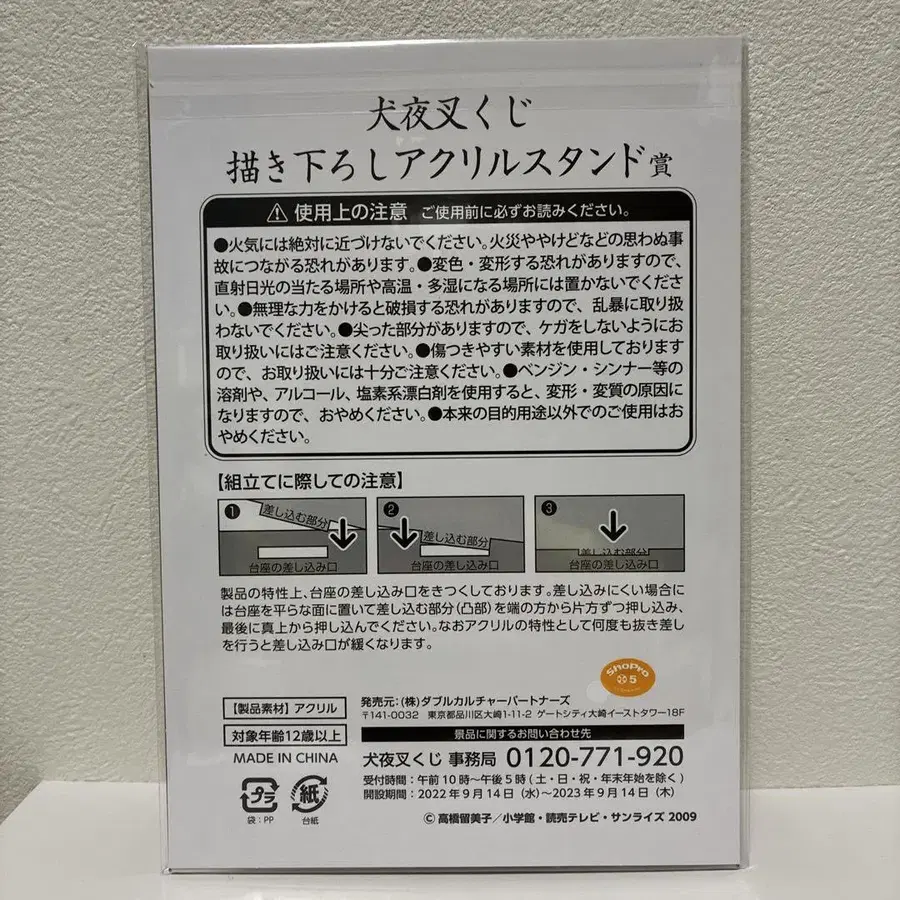 犬夜叉くじ
描き下ろしアクリルスタンド賞
使用上の注意 ご使用前に必ずお読みください。
●火気には絶対に近づけないでください。火災ややけどなどの思わぬ事
故につながる恐れがあります。●変色・変形する恐れがありますので、
直射日光の当たる場所や高温・多湿になる場所には置かないでくださ
い。●無理な力をかけると破損する恐れがありますので、乱暴に取り扱
わないでください。●尖った部分がありますので、ケガをしないようにお
取り扱いにはご注意ください。●傷つきやすい素材を使用しております
ので、お取り扱いには十分ご注意ください。●ベンジン・シンナー等の
溶剤や、アルコール、塩素系漂白剤を使用すると、変形・変質の原因に
なりますので、おやめください。●本来の目的用途以外でのご使用はお
やめください。
【組立てに際しての注意】
❶ 差し込む部分
台座の差し込み口
❷ 差し込む部分
台座の差し込み口
❸ 差し込む部分
台座の差し込み口
製品の特性上、台座の差し込み口をきつくしております。差し込みにくい場合に
は台座を平らな面に置いて差し込む部分(凸部)を端の方から片方ずつ押し込み、
最後に真上から押し込んでください。なおアクリルの特性として何度も抜き差し
を行うと差し込み口が緩くなります。
ShoPro
5
【製品素材】アクリル
対象年齢12歳以上
MADE IN CHINA
プラ
袋:PP
紙
台紙
発売元:(株)ダブルカルチャーパートナーズ
〒141-0032 東京都品川区大崎1-11-2 ゲートシティ大崎イーストタワー18F
景品に関するお問い合わせ先
犬夜叉くじ 事務局 0120-771-920
受付時間:午前10時~午後5時(土・日・祝・年末年始を除く)
開設期間:2022年9月14日(水)~2023年9月14日(木)
© 高橋留美子/小学館・読売テレビ・サンライズ 2009